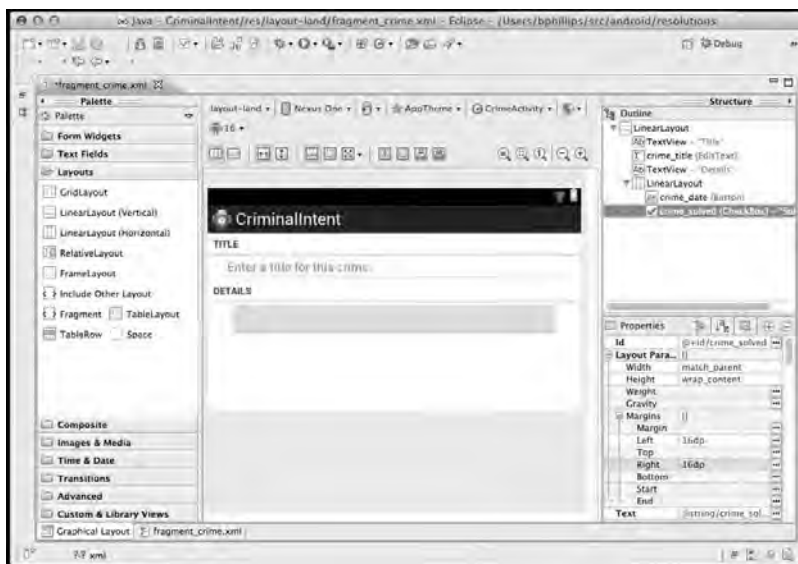 Java - CriminalIntent/res/layout-land/fragment_crime.xml - Eclipse - /Users/bphillips/src/android/resolutions
Debug
*fragment_crime.xml
Palette
Palette
Form Widgets
Text Fields
Layouts
GridLayout
LinearLayout (Vertical)
LinearLayout (Horizontal)
RelativeLayout
FrameLayout
Include Other Layout
Fragment TableLayout
TableRow Space
Composite
Images & Media
Time & Date
Transitions
Advanced
Custom & Library Views
layout-land Nexus One AppTheme CrimeActivity
16
CriminalIntent
TITLE
Enter a title for this crime.
DETAILS
Structure
Outline
LinearLayout
TextView - "Title"
crime_title (EditText)
TextView - "Details"
LinearLayout
crime_date (Button)
crime_solved (CheckBox) - "Sol
Properties
Id @+id/crime_solved
Layout Para... []
Width match_parent
Height wrap_content
Weight
Gravity
Margins []
Margin
Left 16dp
Top
Right 16dp
Bottom
Start
End
Text @string/crime_sol...
Graphical Layout fragment_crime.xml